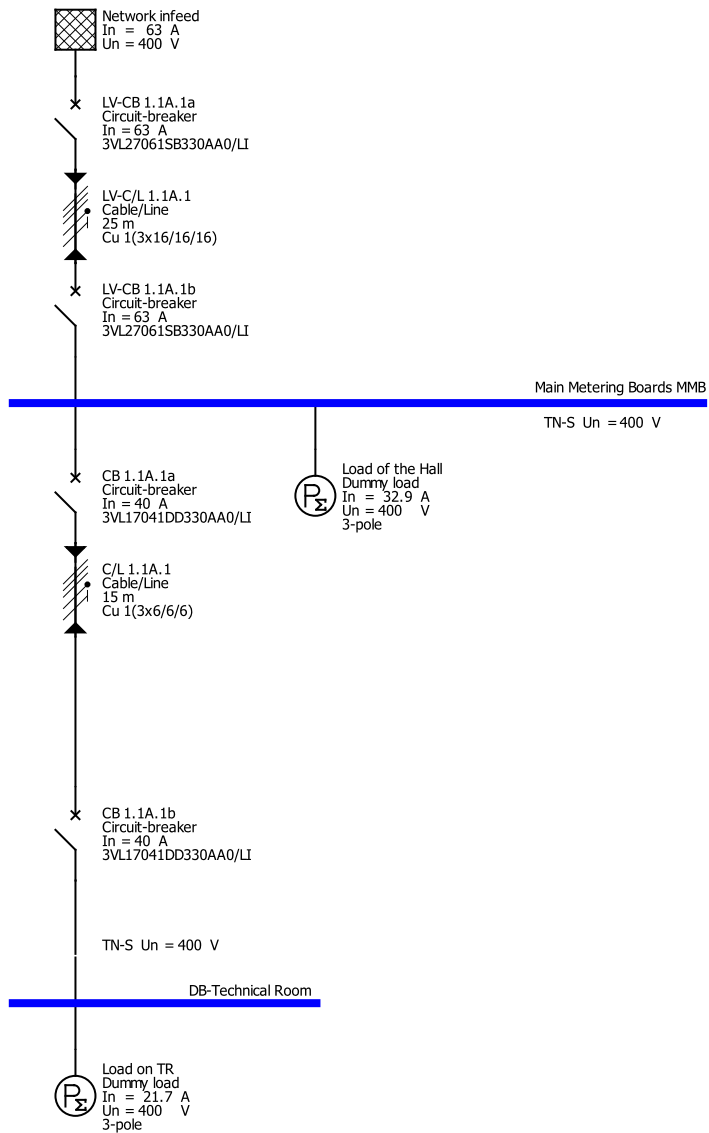 Network infeed
In = 63 A
Un = 400 V
LV-CB 1.1A.1a
Circuit-breaker
In = 63 A
3VL27061SB330AA0/LI
LV-C/L 1.1A.1
Cable/Line
25 m
Cu 1(3x16/16/16)
LV-CB 1.1A.1b
Circuit-breaker
In = 63 A
3VL27061SB330AA0/LI
Main Metering Boards MMB
TN-S Un = 400 V
CB 1.1A.1a
Circuit-breaker
In = 40 A
3VL17041DD330AA0/LI
PΣ
Load of the Hall
Dummy load
In = 32.9 A
Un = 400 V
3-pole
C/L 1.1A.1
Cable/Line
15 m
Cu 1(3x6/6/6)
CB 1.1A.1b
Circuit-breaker
In = 40 A
3VL17041DD330AA0/LI
TN-S Un = 400 V
DB-Technical Room
PΣ
Load on TR
Dummy load
In = 21.7 A
Un = 400 V
3-pole